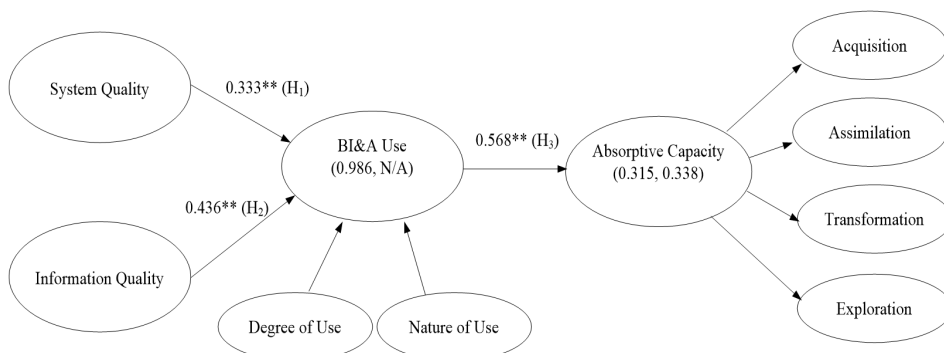 Acquisition
System Quality
0.333** (H₁)
BI&A Use
(0.986, N/A)
0.568** (H₃)
Absorptive Capacity
(0.315, 0.338)
Assimilation
0.436** (H₂)
Transformation
Information Quality
Degree of Use
Nature of Use
Exploration